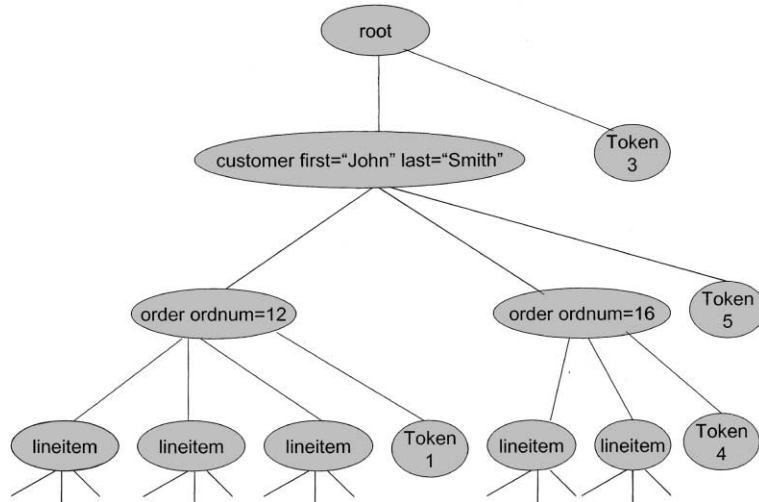 root
customer first=“John” last=“Smith”
Token
3
order ordnum=12
order ordnum=16
Token
5
lineitem
lineitem
lineitem
Token
1
lineitem
lineitem
Token
4